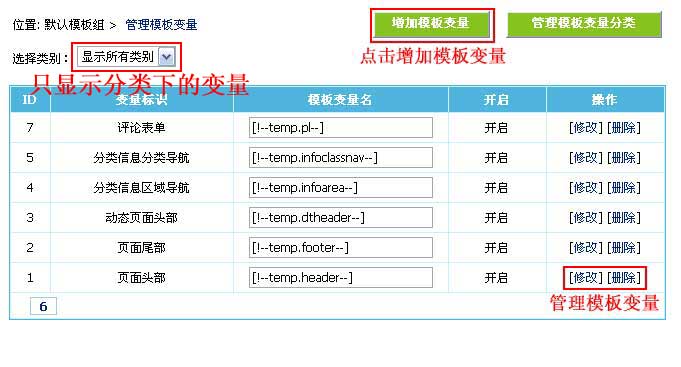 位置: 默认模板组 > 管理模板变量
增加模板变量 管理模板变量分类
选择类别: 显示所有类别
点击增加模板变量
只显示分类下的变量
ID 变量标识 模板变量名 开启 操作
7 评论表单 [!--temp.pl--] 开启 [修改] [删除]
5 分类信息分类导航 [!--temp.infoclassnav--] 开启 [修改] [删除]
4 分类信息区域导航 [!--temp.infoarea--] 开启 [修改] [删除]
3 动态页面头部 [!--temp.dtheader--] 开启 [修改] [删除]
2 页面尾部 [!--temp.footer--] 开启 [修改] [删除]
1 页面头部 [!--temp.header--] 开启 [修改] [删除]
6
管理模板变量